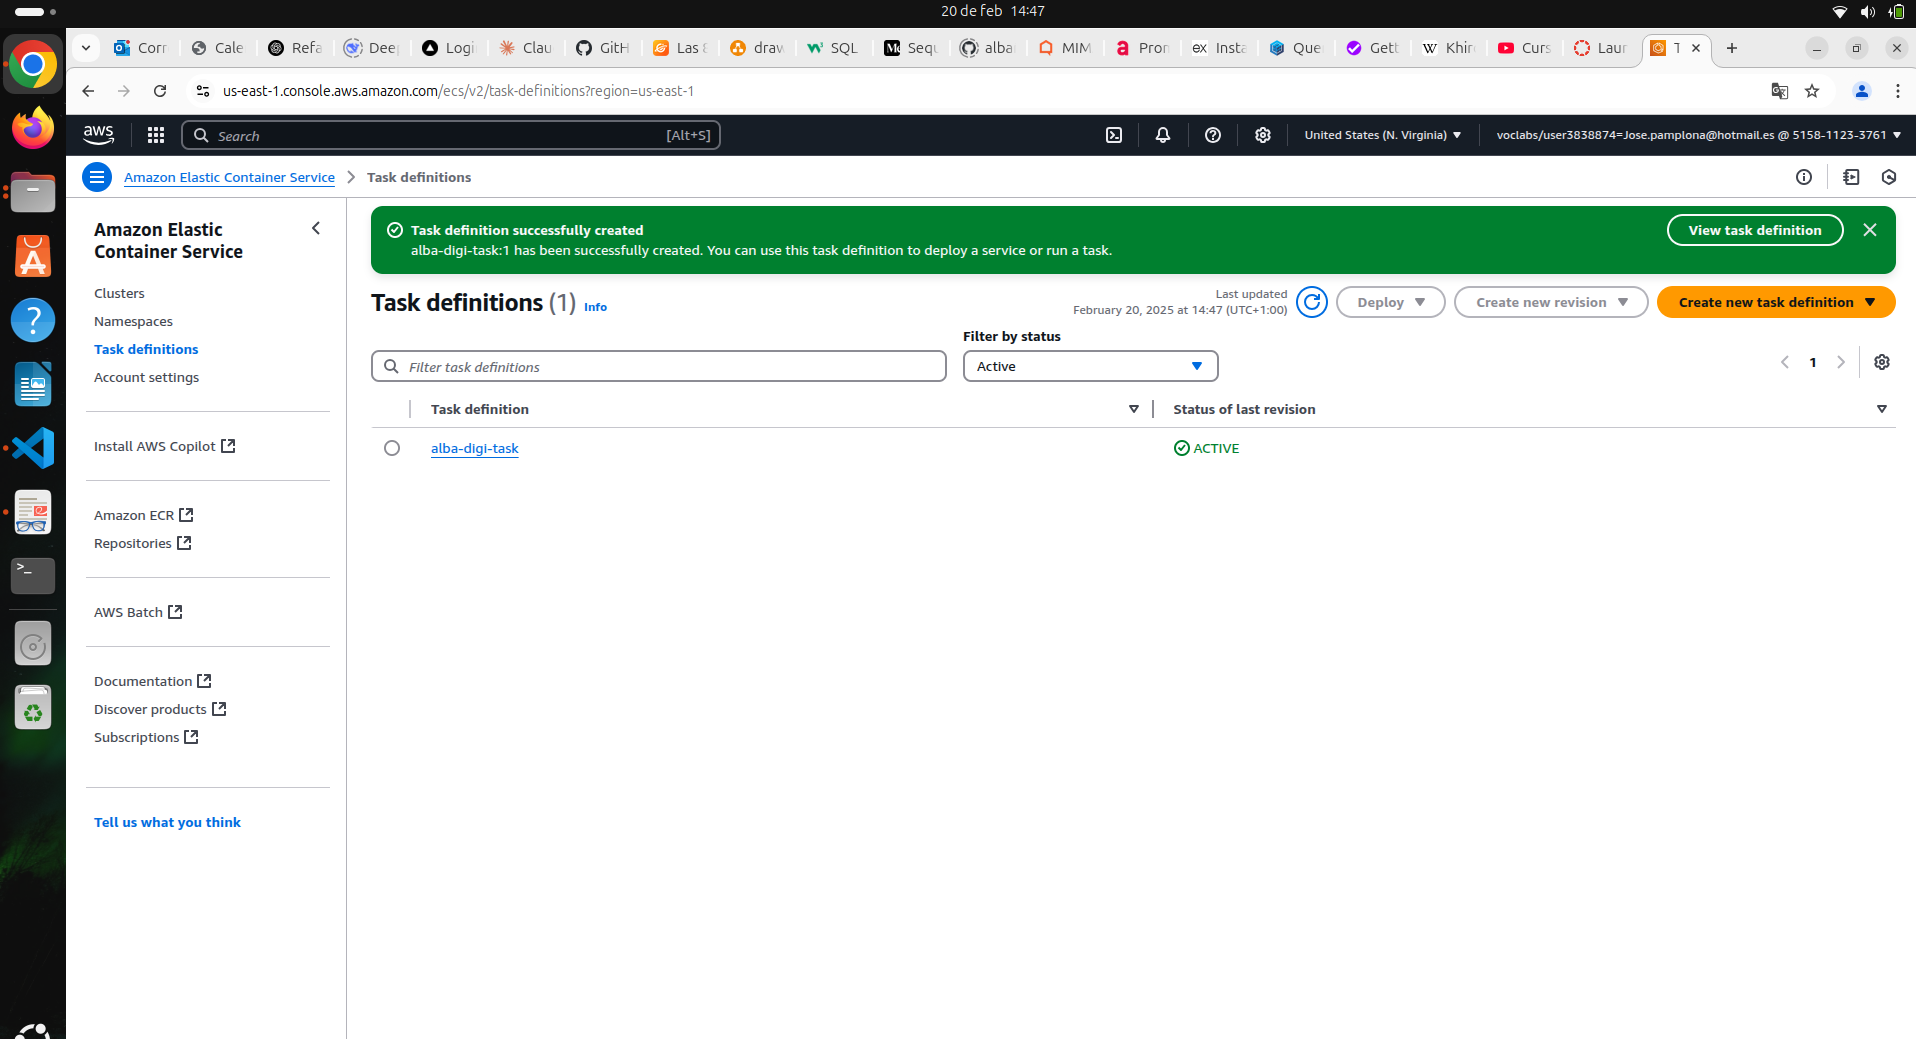 20 de feb 14:47
Corr
Cale
Refa
Deep
Logi
Clau
GitH
Las 8
draw
SQL
Sequ
alba
MIM
Pron
ex Insta
Que
Gett
W Khir
Curs
Laur
T
us-east-1.console.aws.amazon.com/ecs/v2/task-definitions?region=us-east-1
aws
Search
[Alt+S]
United States (N. Virginia)
voclabs/user3838874=Jose.pamplona@hotmail.es @ 5158-1123-3761
Amazon Elastic Container Service
Task definitions
Amazon Elastic
Container Service
Clusters
Namespaces
Task definitions
Account settings
Install AWS Copilot
Amazon ECR
Repositories
AWS Batch
Documentation
Discover products
Subscriptions
Tell us what you think
Task definition successfully created
alba-digi-task:1 has been successfully created. You can use this task definition to deploy a service or run a task.
View task definition
Task definitions (1) Info
Last updated
February 20, 2025 at 14:47 (UTC+1:00)
Deploy
Create new revision
Create new task definition
Filter by status
Filter task definitions
Active
1
Task definition
Status of last revision
alba-digi-task
ACTIVE